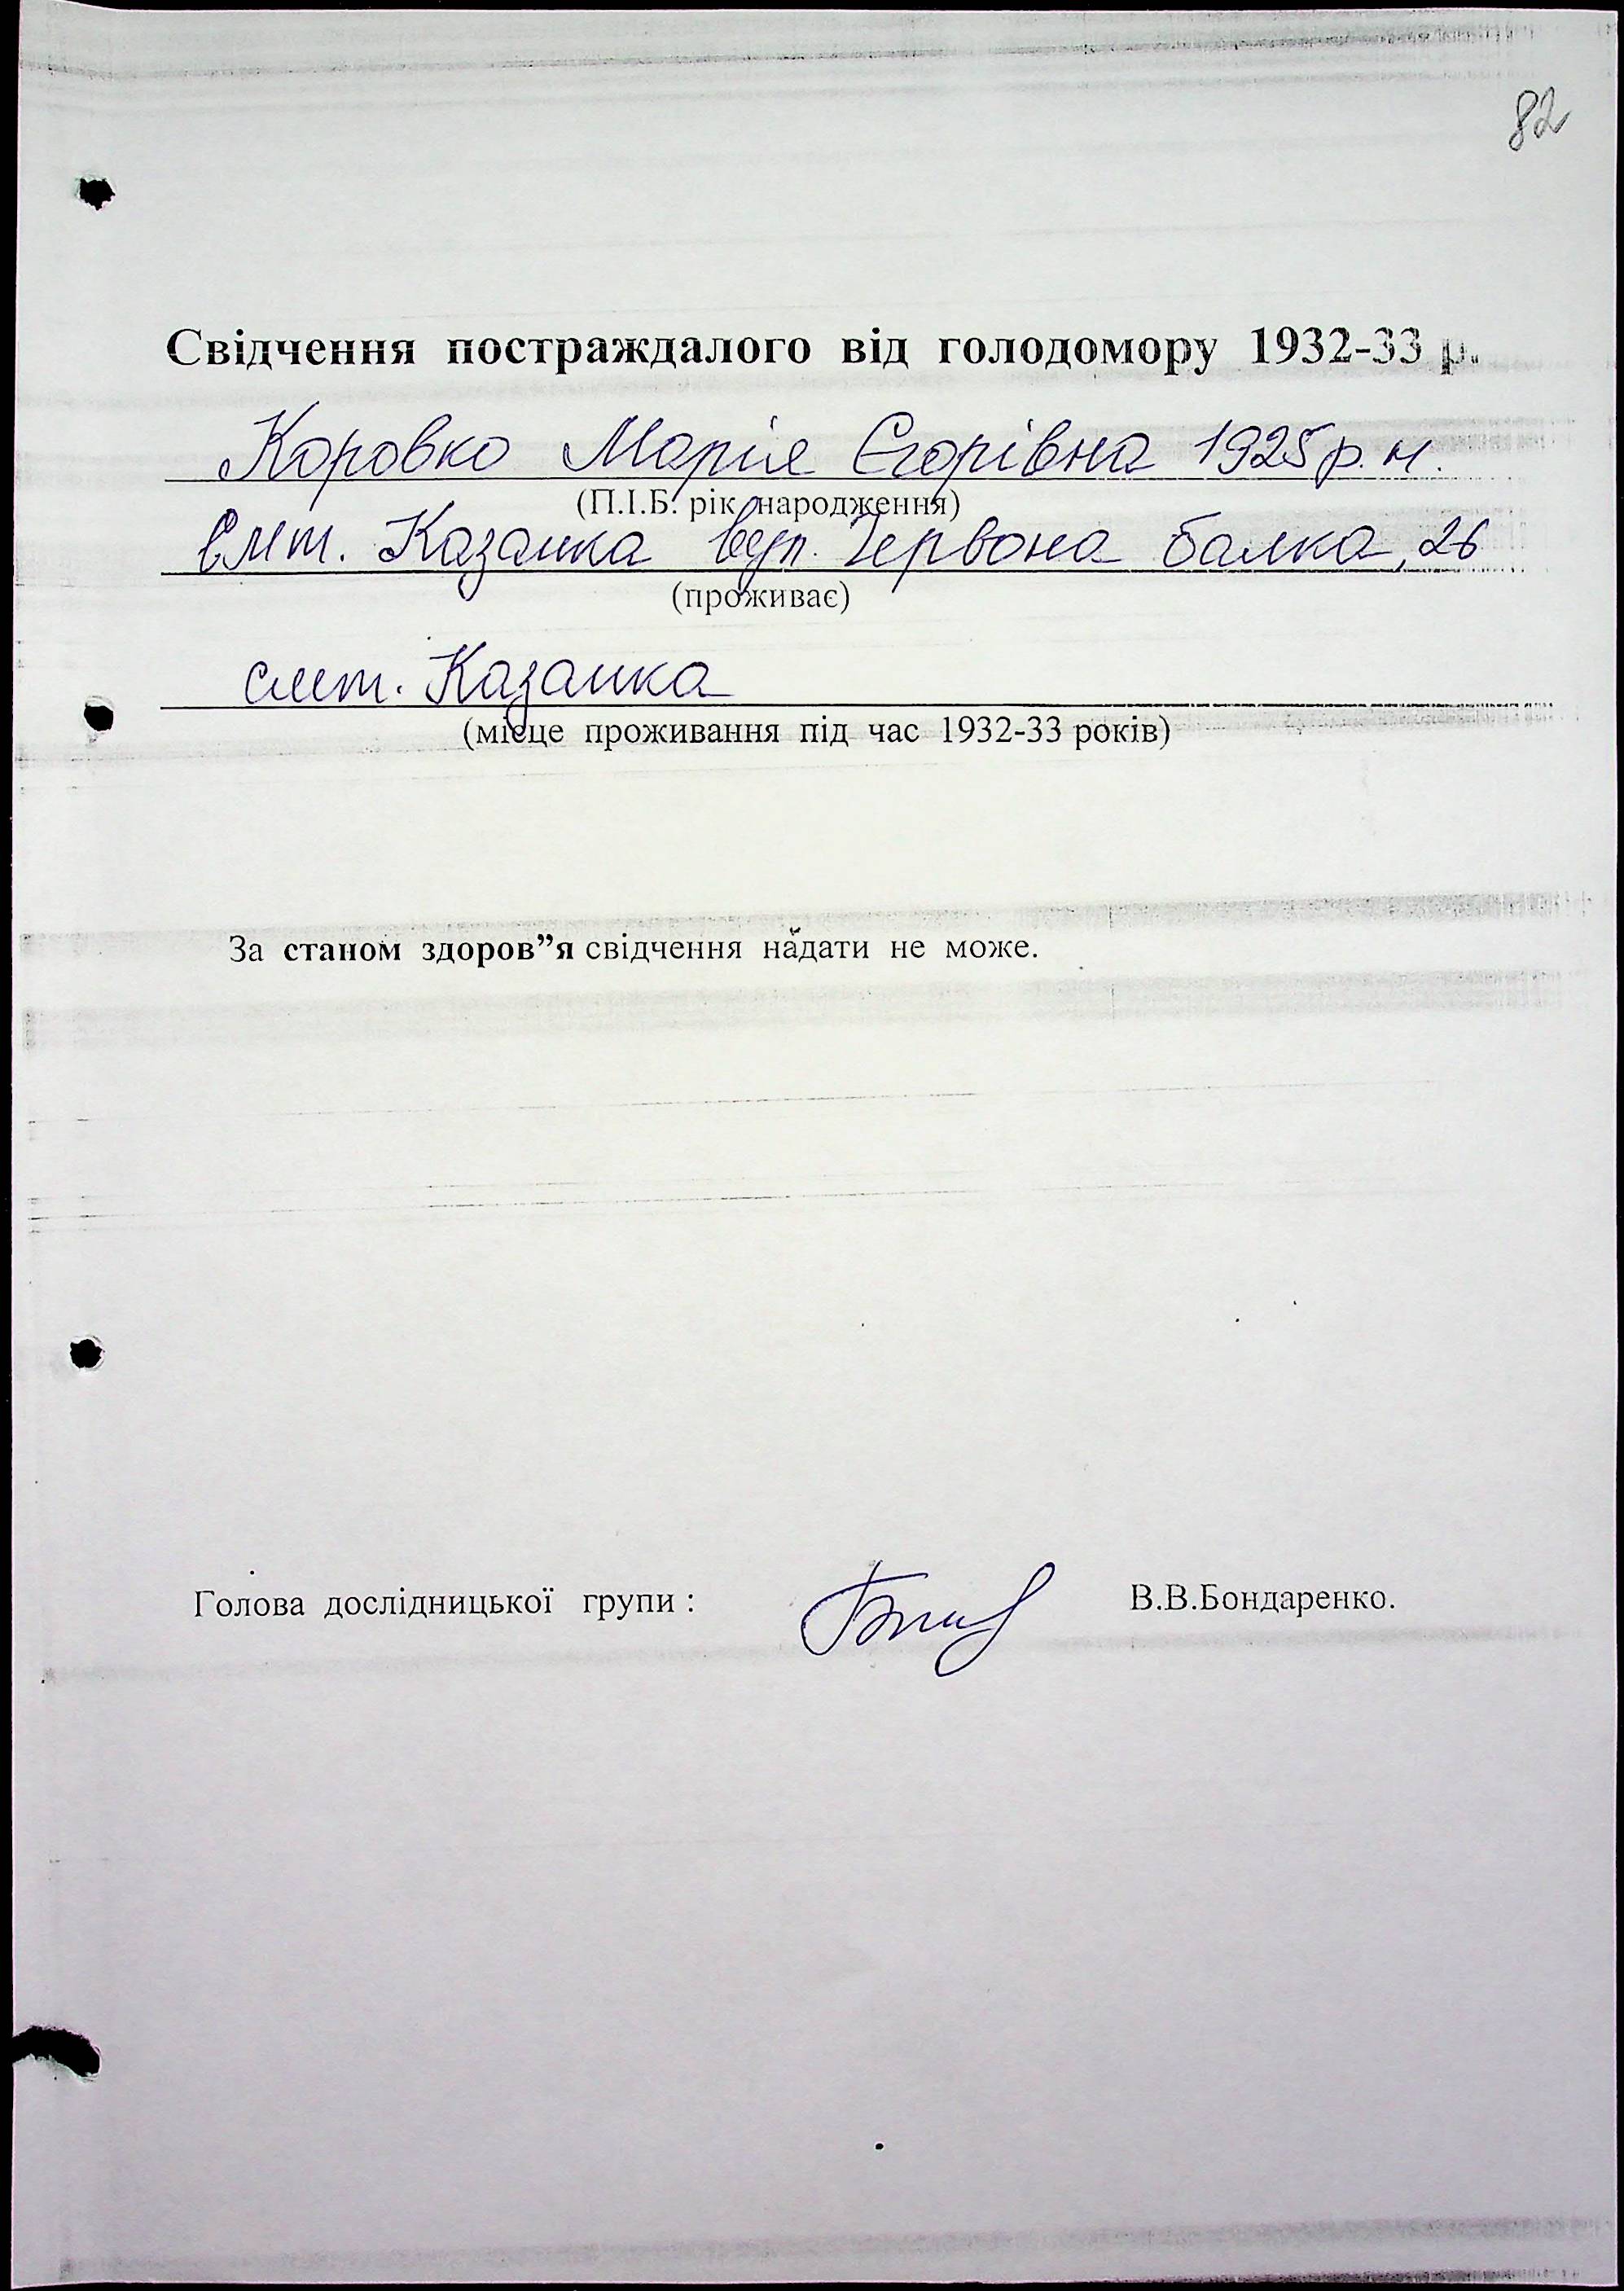 82
Свідчення постраждалого від голодомору 1932-33 р.
Коровко Марія Єгорівна 1925 р.н.
(П.І.Б. рік народження)
смт. Казанка вул. Червона балка, 26
(проживає)
смт. Казанка
(місце проживання під час 1932-33 років)
За станом здоров”я свідчення надати не може.
Голова дослідницької групи : В.В.Бондаренко.